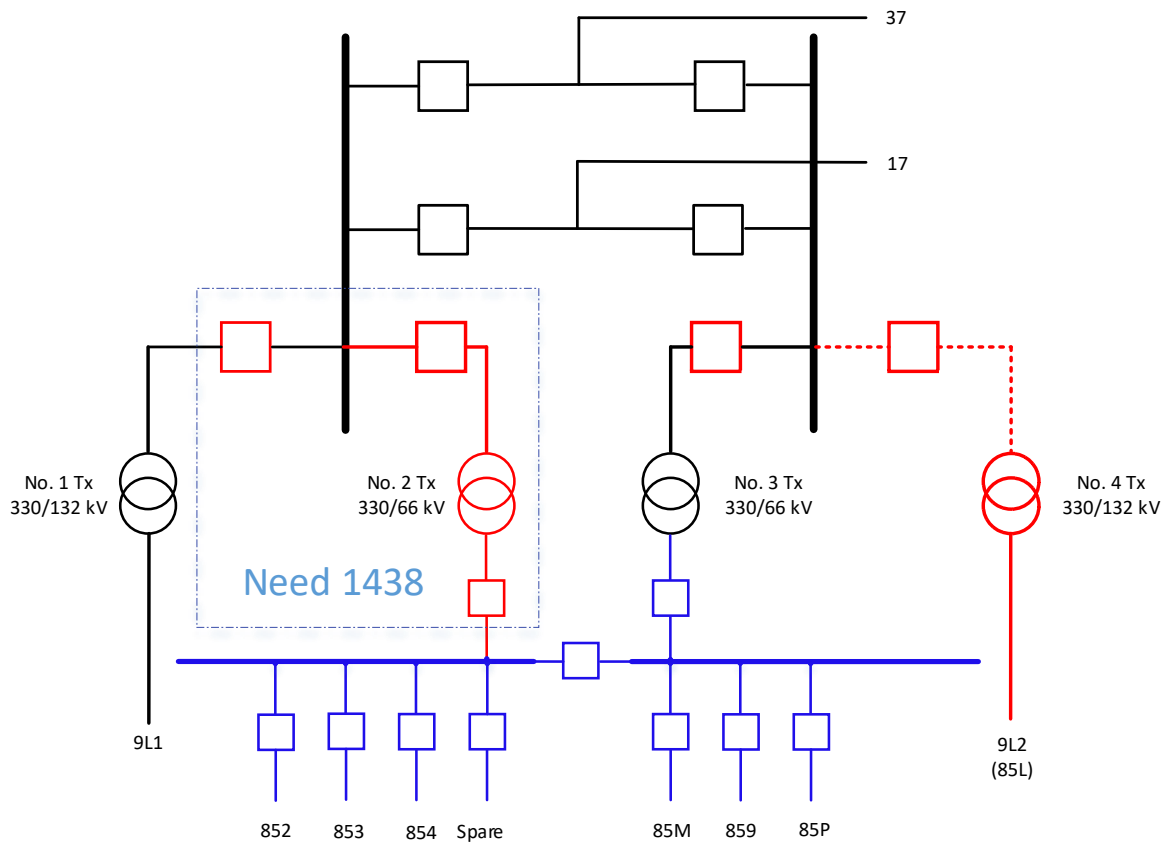 37
17
No. 1 Tx
330/132 kV
No. 2 Tx
330/66 kV
No. 3 Tx
330/66 kV
No. 4 Tx
330/132 kV
Need 1438
9L1
9L2
(85L)
852
853
854
Spare
85M
859
85P